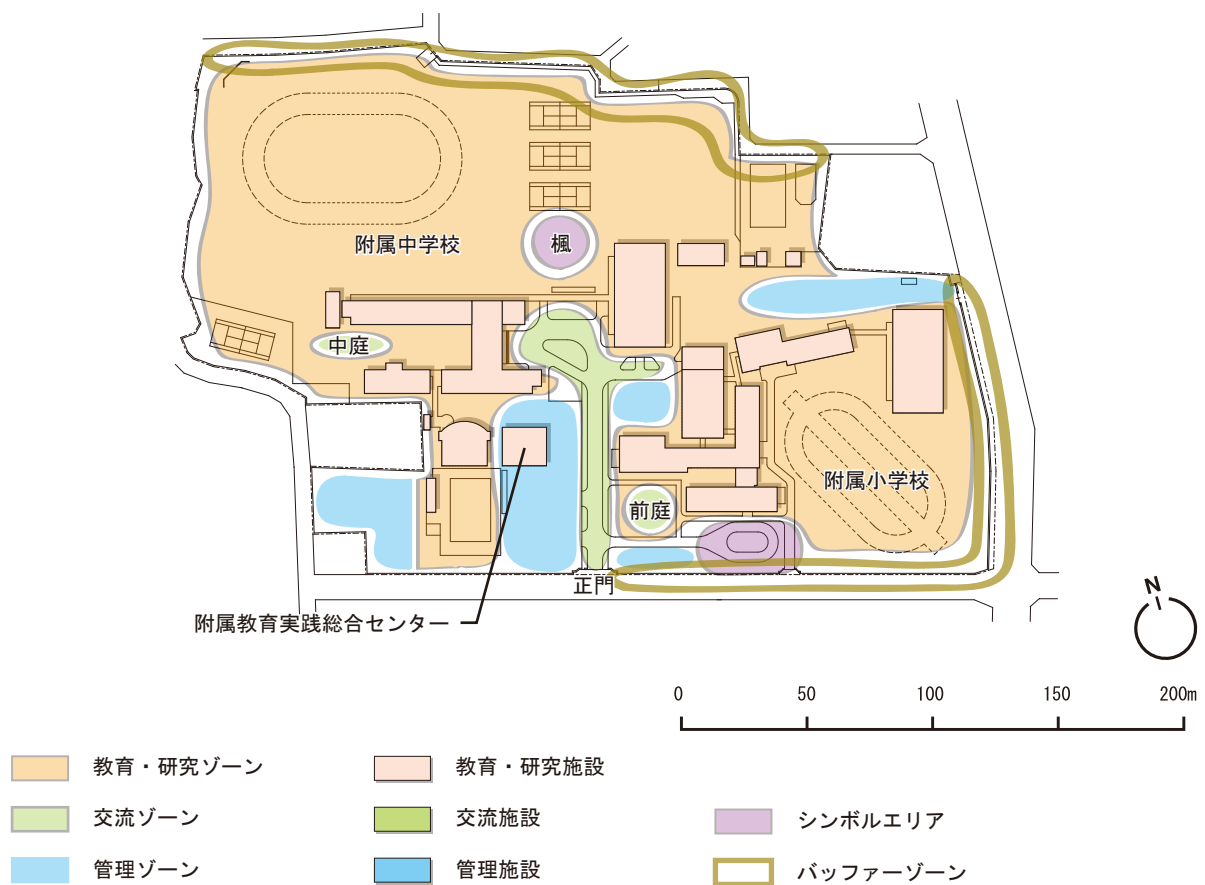 楓
附属中学校
中庭
附属小学校
前庭
正門
附属教育実践総合センター
N
0 50 100 150 200m
教育・研究ゾーン 教育・研究施設
交流ゾーン 交流施設 シンボルエリア
管理ゾーン 管理施設 バッファーゾーン